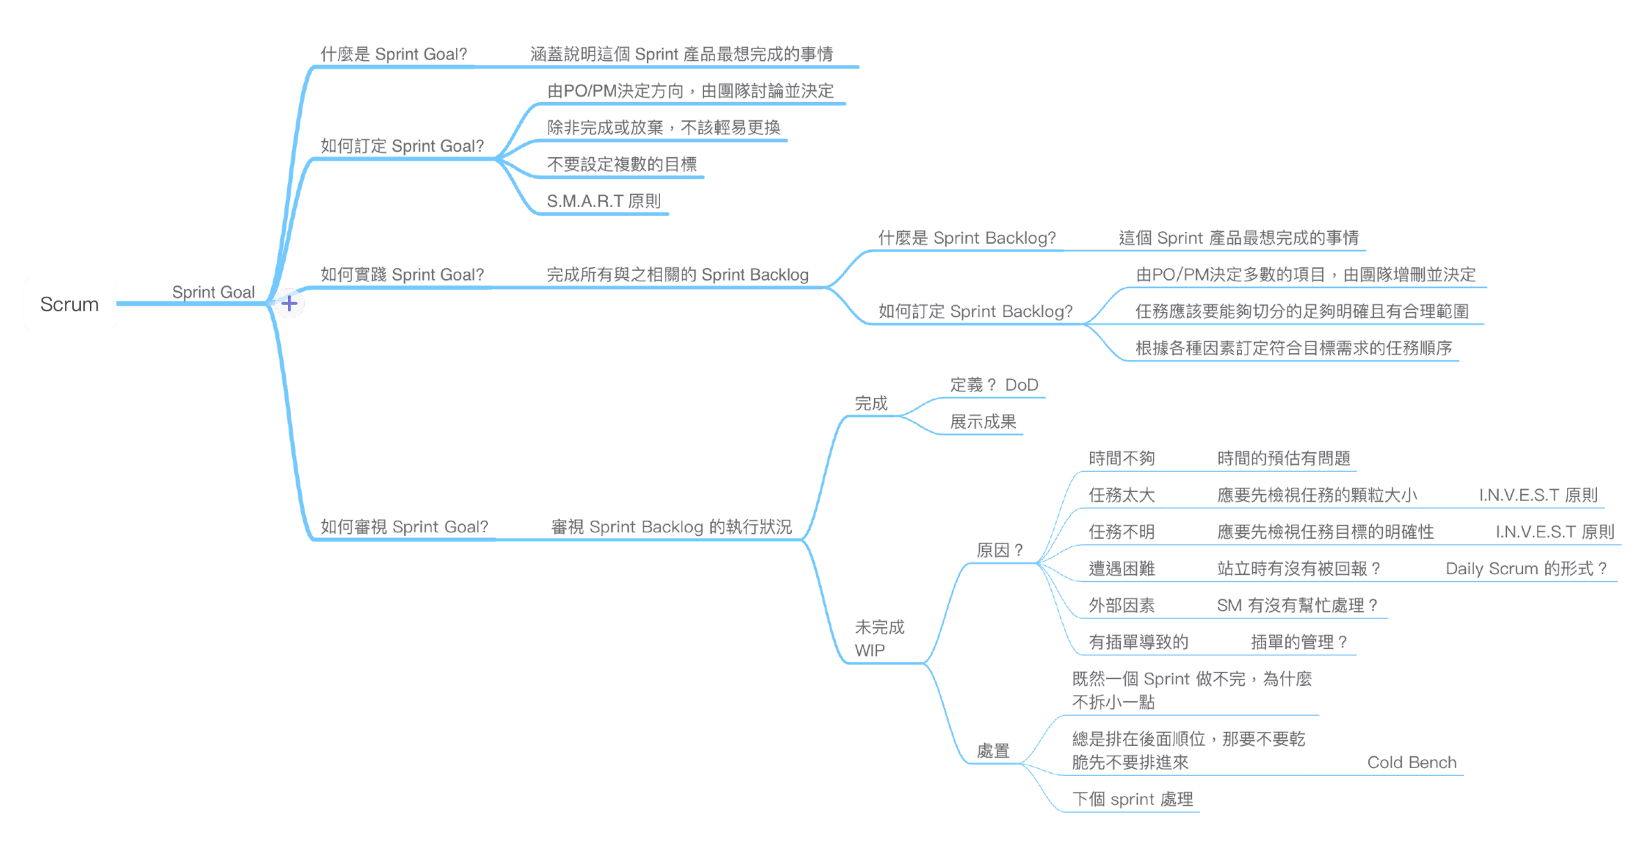 Scrum
Sprint Goal
什麼是 Sprint Goal?
涵蓋說明這個 Sprint 產品最想完成的事情
如何訂定 Sprint Goal?
由PO/PM決定方向，由團隊討論並決定
除非完成或放棄，不該輕易更換
不要設定複數的目標
S.M.A.R.T 原則
如何實踐 Sprint Goal?
完成所有與之相關的 Sprint Backlog
什麼是 Sprint Backlog?
這個 Sprint 產品最想完成的事情
如何訂定 Sprint Backlog?
由PO/PM決定多數的項目，由團隊增刪並決定
任務應該要能夠切分的足夠明確且有合理範圍
根據各種因素訂定符合目標需求的任務順序
如何審視 Sprint Goal?
審視 Sprint Backlog 的執行狀況
完成
定義？ DoD
展示成果
未完成
WIP
原因？
時間不夠
時間的預估有問題
任務太大
應要先檢視任務的顆粒大小
I.N.V.E.S.T 原則
任務不明
應要先檢視任務目標的明確性
I.N.V.E.S.T 原則
遭遇困難
站立時有沒有被回報？
Daily Scrum 的形式？
外部因素
SM 有沒有幫忙處理？
有插單導致的
插單的管理？
處置
既然一個 Sprint 做不完，為什麼
不拆小一點
總是排在後面順位，那要不要乾
脆先不要排進來
Cold Bench
下個 sprint 處理